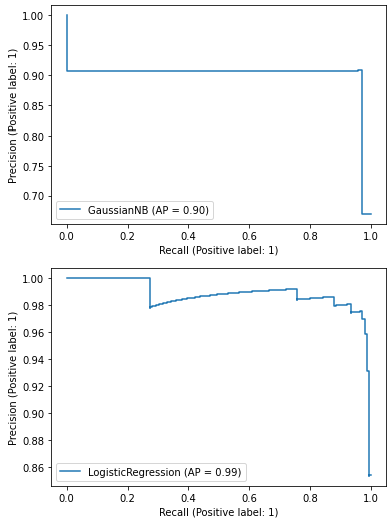 1.00
0.95
0.90
0.85
0.80
0.75
0.70
Precision (Positive label: 1)
GaussianNB (AP = 0.90)
0.0 0.2 0.4 0.6 0.8 1.0
Recall (Positive label: 1)
1.00
0.98
0.96
0.94
0.92
0.90
0.88
0.86
Precision (Positive label: 1)
LogisticRegression (AP = 0.99)
0.0 0.2 0.4 0.6 0.8 1.0
Recall (Positive label: 1)